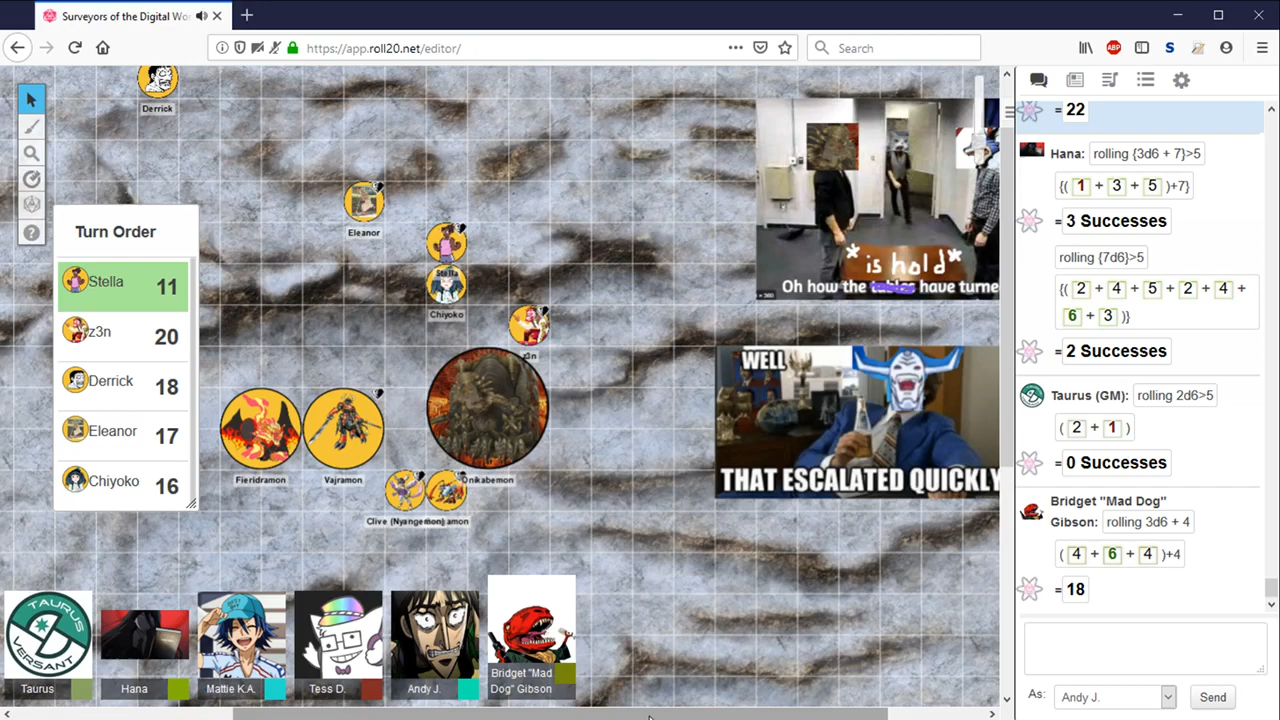 Surveyors of the Digital Wor
https://app.roll20.net/editor/
Search
ABP
S
Derrick
Turn Order
Stella 11
z3n 20
Derrick 18
Eleanor 17
Chiyoko 16
Eleanor
Stella
Chiyoko
z3n
Fieridramon
Vajramon
Onikabemon
Clive (Nyangemon)
amon
*is hold*
Oh how the tables have turne
WELL
THAT ESCALATED QUICKLY
TAURUS
VERSANT
Taurus
Hana
Mattie K.A.
Tess D.
Andy J.
Bridget "Mad
Dog" Gibson
= 22
Hana: rolling {3d6 + 7}>5
{( 1 + 3 + 5 )+7}
= 3 Successes
rolling {7d6}>5
{( 2 + 4 + 5 + 2 + 4 +
6 + 3 )}
= 2 Successes
Taurus (GM): rolling 2d6>5
( 2 + 1 )
= 0 Successes
Bridget "Mad Dog"
Gibson: rolling 3d6 + 4
( 4 + 6 + 4 )+4
= 18
As: Andy J. Send